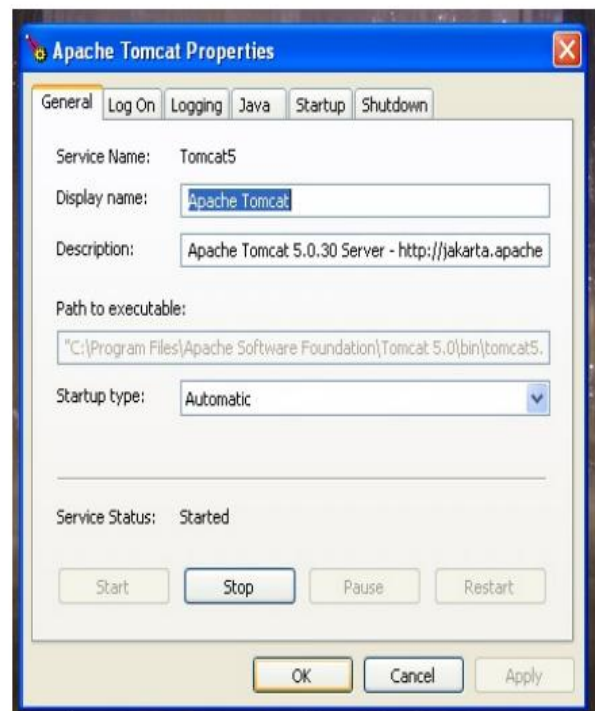 Apache Tomcat Properties
General Log On Logging Java Startup Shutdown
Service Name: Tomcat5
Display name: Apache Tomcat
Description: Apache Tomcat 5.0.30 Server - http://jakarta.apache
Path to executable:
"C:\Program Files\Apache Software Foundation\Tomcat 5.0\bin\tomcat5.
Startup type: Automatic
Service Status: Started
Start Stop Pause Restart
OK Cancel Apply